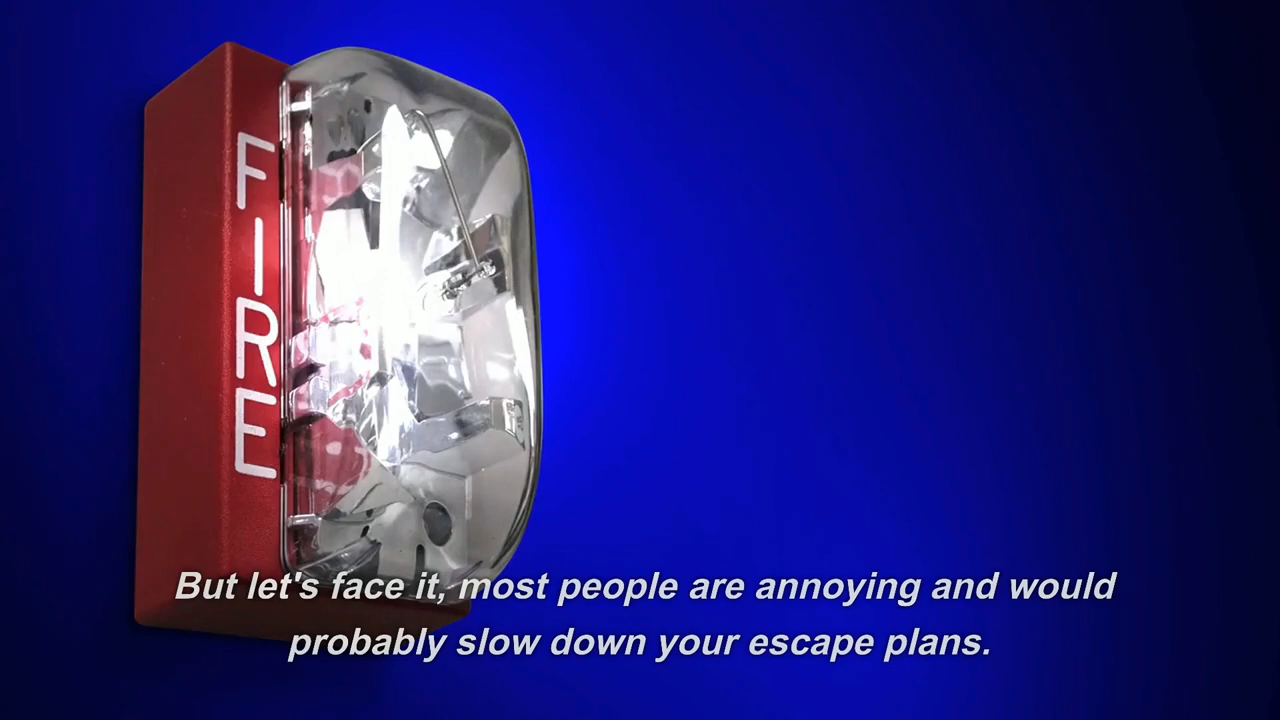 FIRE
But let's face it, most people are annoying and would
probably slow down your escape plans.